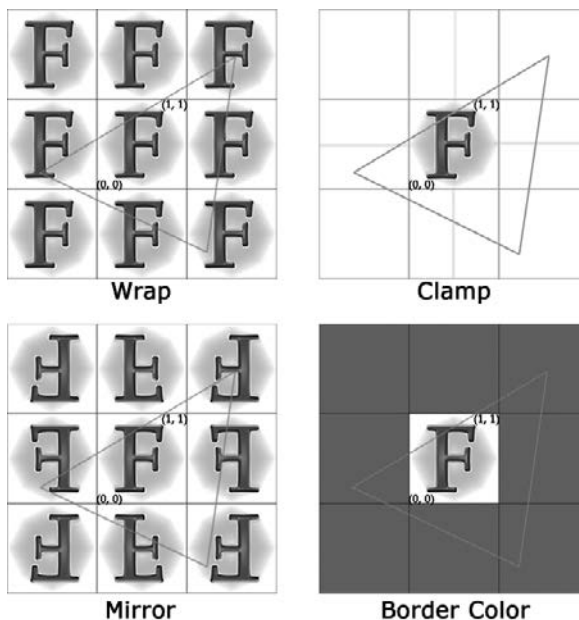 F F F
(1, 1)
F F F
(0, 0)
F F F
Wrap
(1, 1)
F
(0, 0)
Clamp
F F F
(1, 1)
F F F
(0, 0)
F F F
Mirror
(1, 1)
F
(0, 0)
Border Color